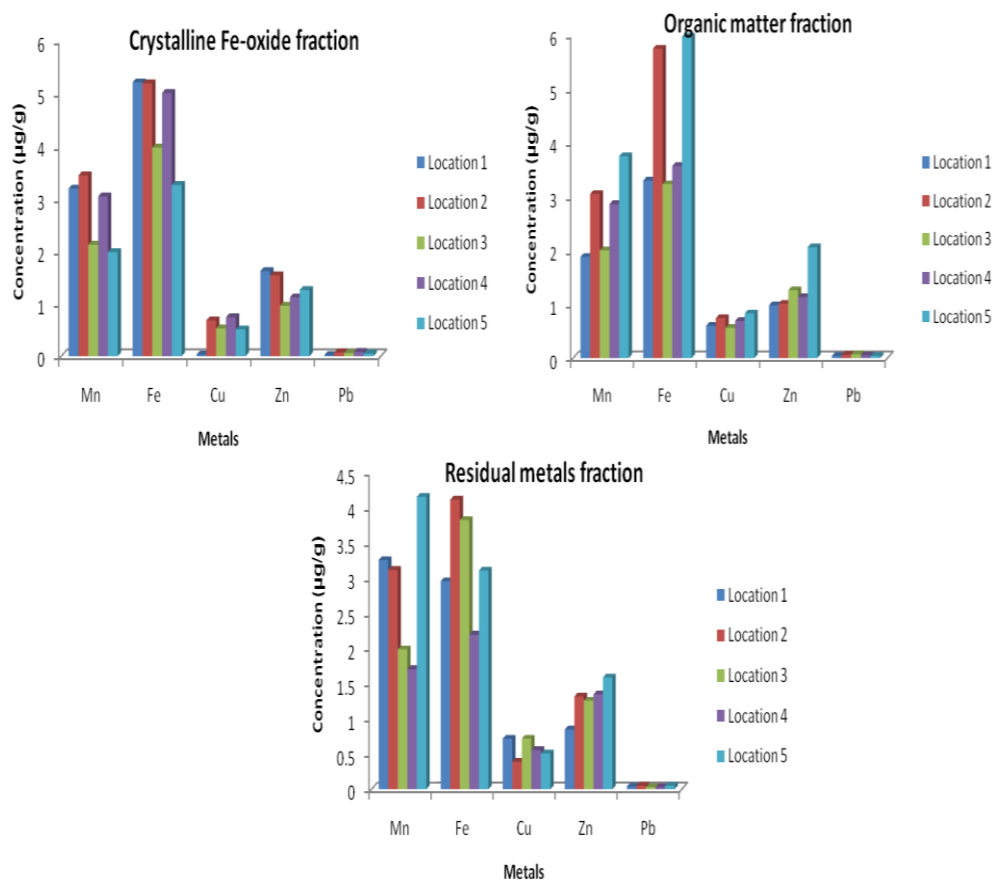 Crystalline Fe-oxide fraction
Concentration (µg/g)
6
5
4
3
2
1
0
Mn Fe Cu Zn Pb
Metals
Location 1
Location 2
Location 3
Location 4
Location 5
Organic matter fraction
Concentration (µg/g)
6
5
4
3
2
1
0
Mn Fe Cu Zn Pb
Metals
Location 1
Location 2
Location 3
Location 4
Location 5
Residual metals fraction
Concentration (µg/g)
4.5
4
3.5
3
2.5
2
1.5
1
0.5
0
Mn Fe Cu Zn Pb
Metals
Location 1
Location 2
Location 3
Location 4
Location 5